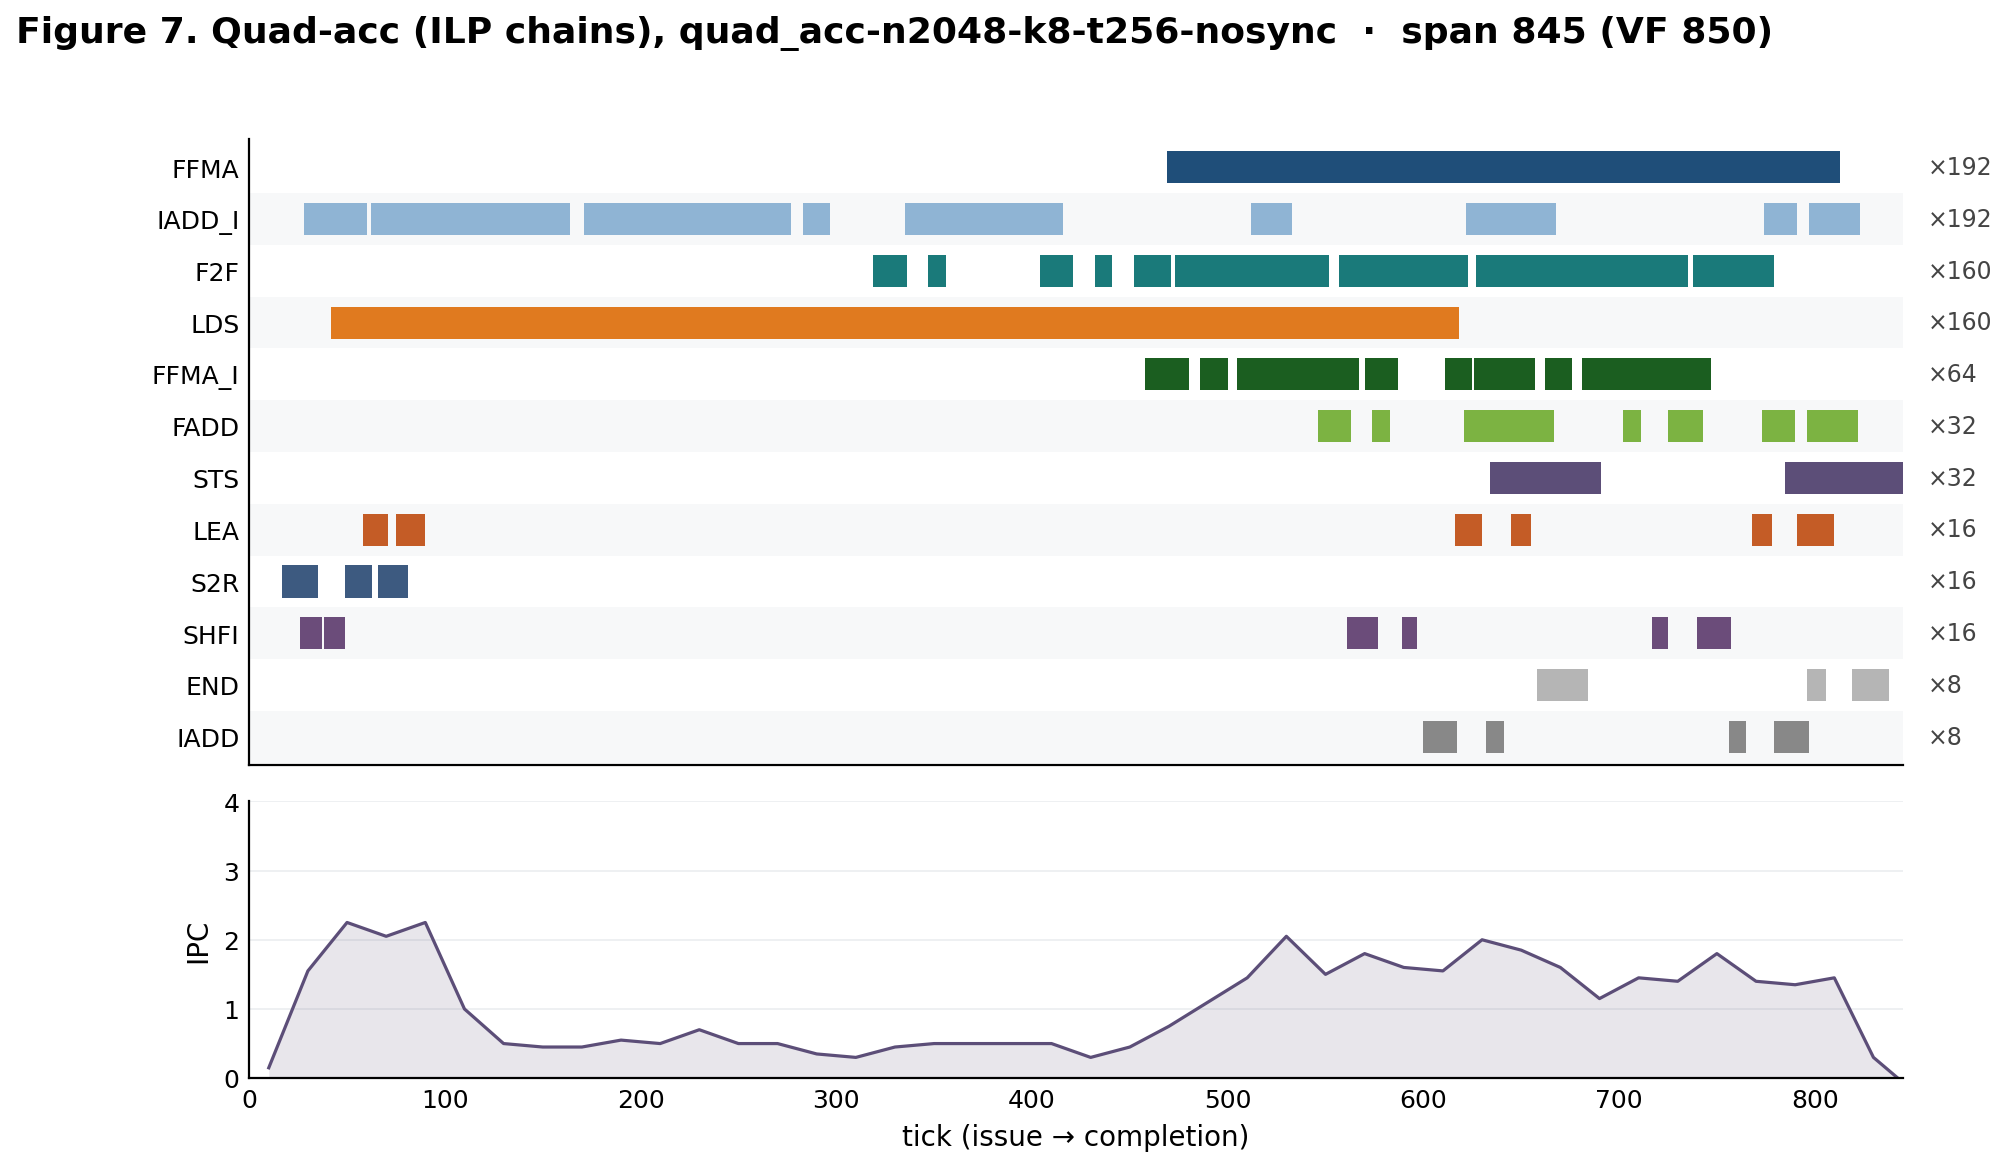 Figure 7. Quad-acc (ILP chains), quad_acc-n2048-k8-t256-nosync · span 845 (VF 850)
FFMA ×192
IADD_I ×192
F2F ×160
LDS ×160
FFMA_I ×64
FADD ×32
STS ×32
LEA ×16
S2R ×16
SHFI ×16
END ×8
IADD ×8
4
3
2
1
0
IPC
0 100 200 300 400 500 600 700 800
tick (issue → completion)